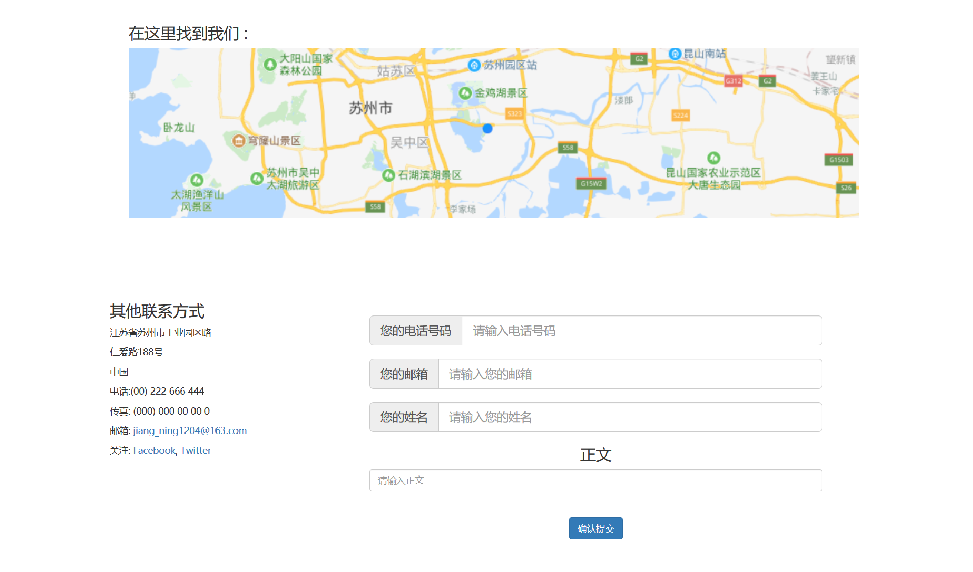 在这里找到我们：
大阳山国家
森林公园
姑苏区
苏州园区站
昆山南站
G2
望新镇
G312
G2
金鸡湖景区
苏州市
S323
S224
卧龙山
穹窿山景区
吴中区
S58
G1503
苏州市吴中
太湖旅游区
石湖滨湖景区
昆山国家农业示范区
大唐生态园
G15W2
S26
太湖渔洋山
风景区
S58
李家场
其他联系方式
江苏省苏州市工业园区路
仁爱路188号
中国
电话:(00) 222 666 444
传真: (000) 000 00 00 0
邮箱: jiang_ning1204@163.com
关注: Facebook, Twitter
您的电话号码 请输入电话号码
您的邮箱 请输入您的邮箱
您的姓名 请输入您的姓名
正文
请输入正文
确认提交